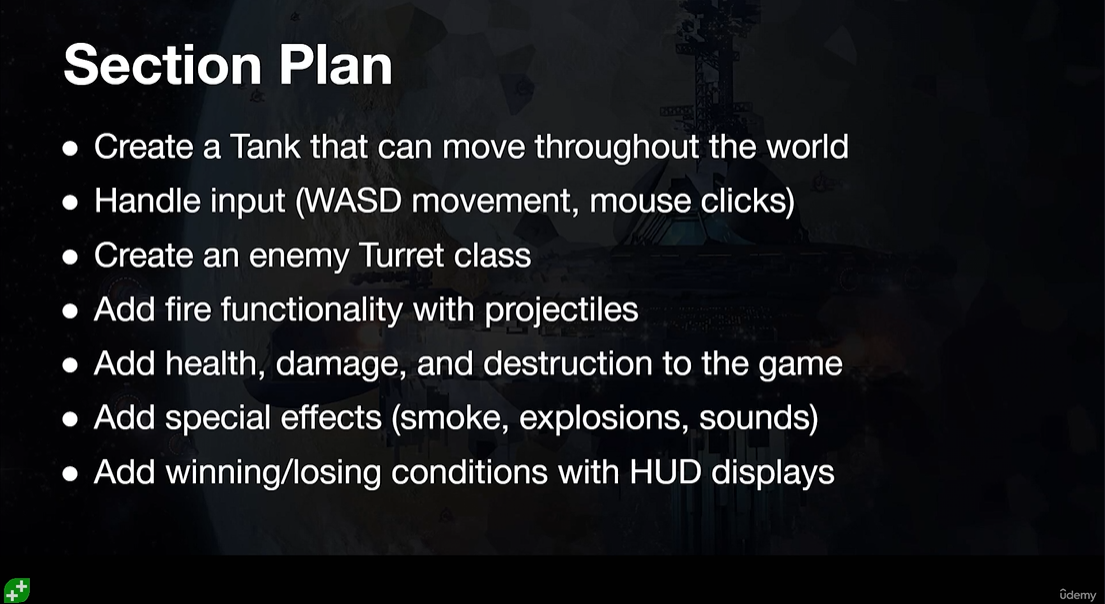 Section Plan
● Create a Tank that can move throughout the world
● Handle input (WASD movement, mouse clicks)
● Create an enemy Turret class
● Add fire functionality with projectiles
● Add health, damage, and destruction to the game
● Add special effects (smoke, explosions, sounds)
● Add winning/losing conditions with HUD displays
ûdemy